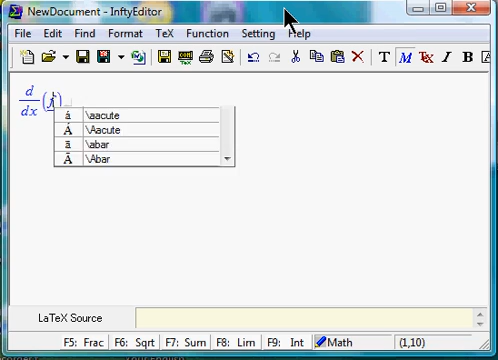 NewDocument - InftyEditor
File Edit Find Format TeX Function Setting Help
T M TeX I B
d
dx (f)
á \aacute
Á \Aacute
ā \abar
Ā \Abar
LaTeX Source
F5: Frac F6: Sqrt F7: Sum F8: Lim F9: Int Math (1,10)